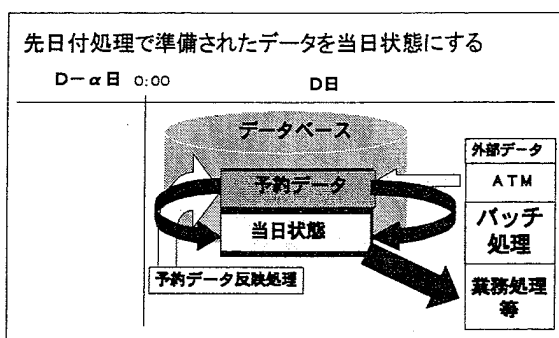 先日付処理で準備されたデータを当日状態にする
D-α日 0:00 D日
データベース
外部データ
予約データ
ATM
当日状態
バッチ
処理
予約データ反映処理
業務処理
等